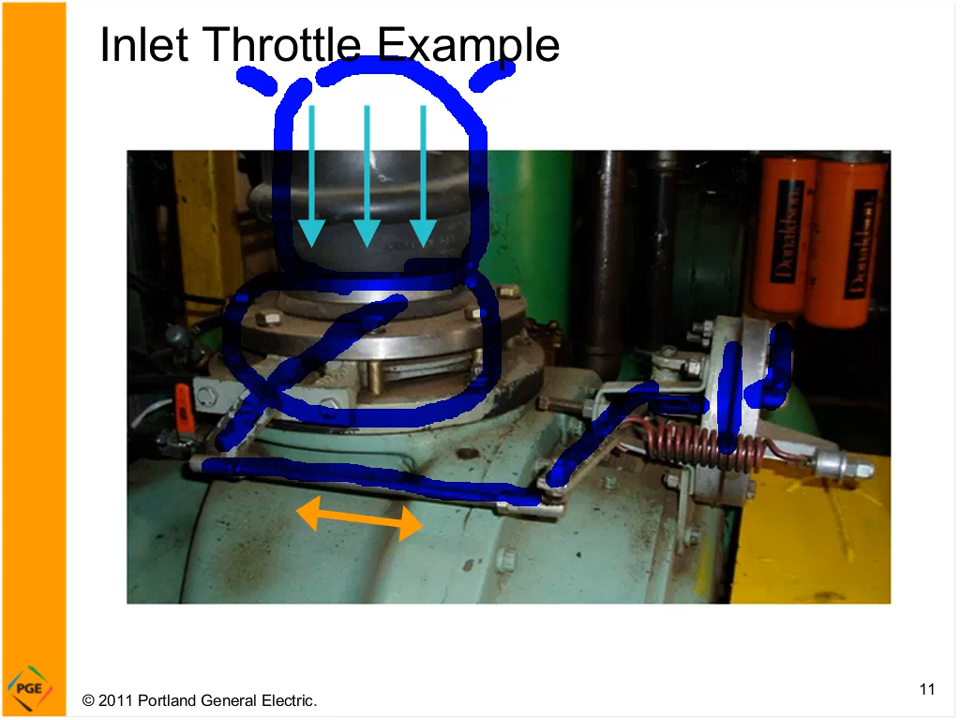 Inlet Throttle Example
Donaldson
Donaldson
PGE
© 2011 Portland General Electric.
11